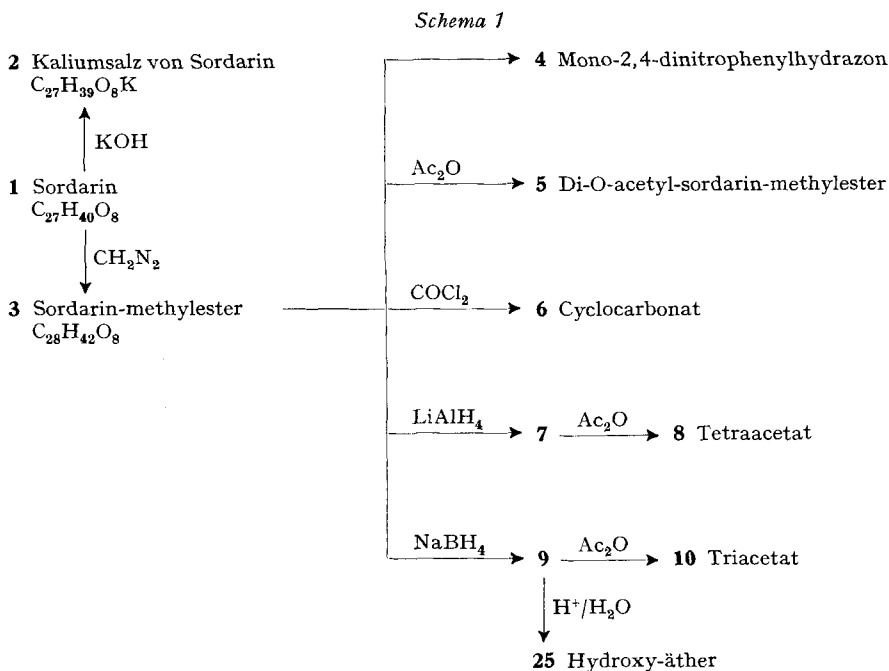 Schema 1
2 Kaliumsalz von Sordarin
C₂₇H₃₉O₈K
KOH
1 Sordarin
C₂₇H₄₀O₈
CH₂N₂
3 Sordarin-methylester
C₂₈H₄₂O₈
4 Mono-2,4-dinitrophenylhydrazon
Ac₂O
5 Di-O-acetyl-sordarin-methylester
COCl₂
6 Cyclocarbonat
LiAlH₄
7
Ac₂O
8 Tetraacetat
NaBH₄
9
Ac₂O
10 Triacetat
H⁺/H₂O
25 Hydroxy-äther